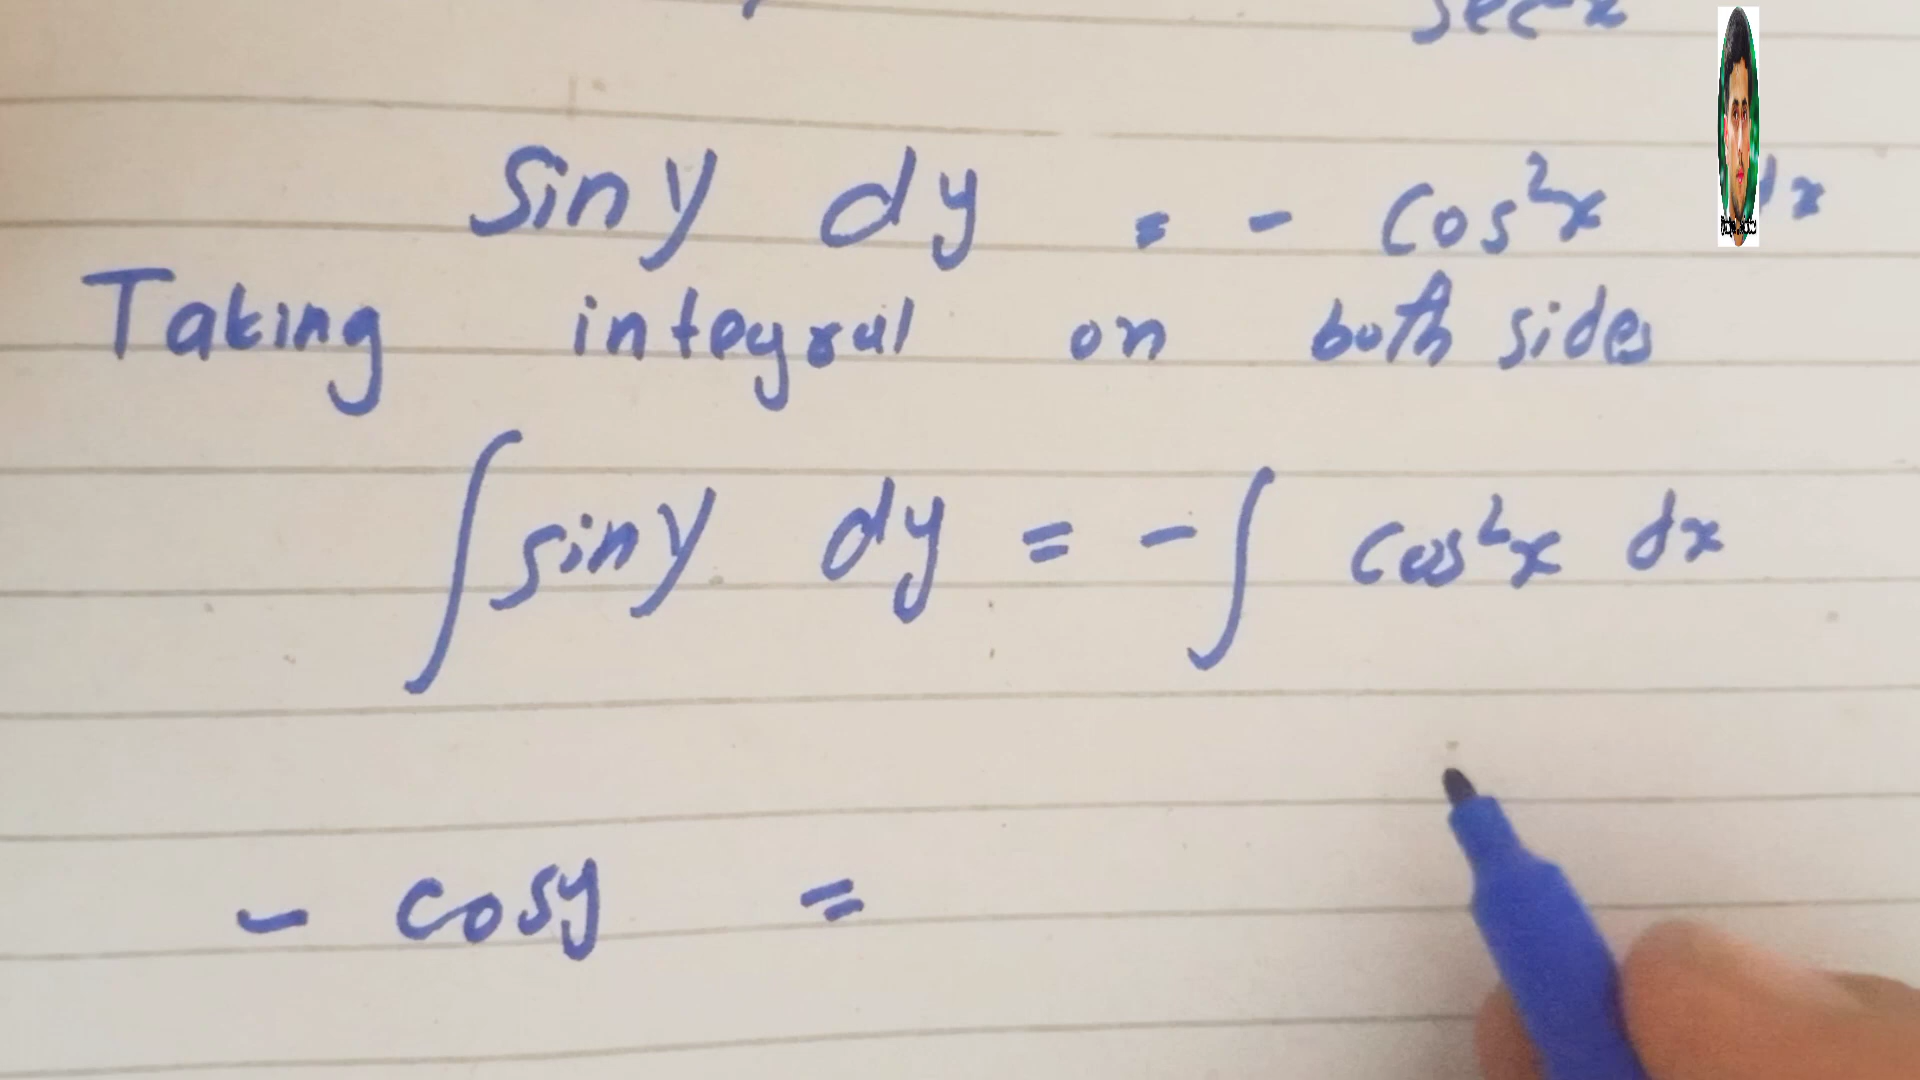 sec²x
Siny dy = - Cos²x dx
Taking integral on both sides
∫ siny dy = - ∫ cos²x dx
- cosy =